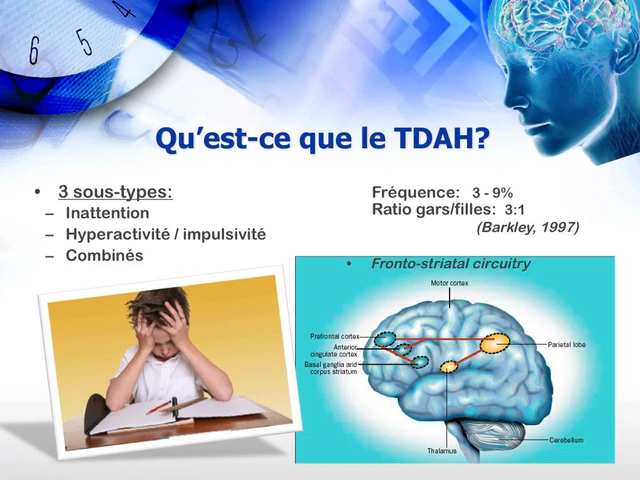 6 5 4
Qu’est-ce que le TDAH?
• 3 sous-types:
– Inattention
– Hyperactivité / impulsivité
– Combinés
Fréquence: 3 - 9%
Ratio gars/filles: 3:1
(Barkley, 1997)
• Fronto-striatal circuitry
Motor cortex
Prefrontal cortex
Anterior
cingulate cortex
Basal ganglia and
corpus striatum
Parietal lobe
Cerebellum
Thalamus